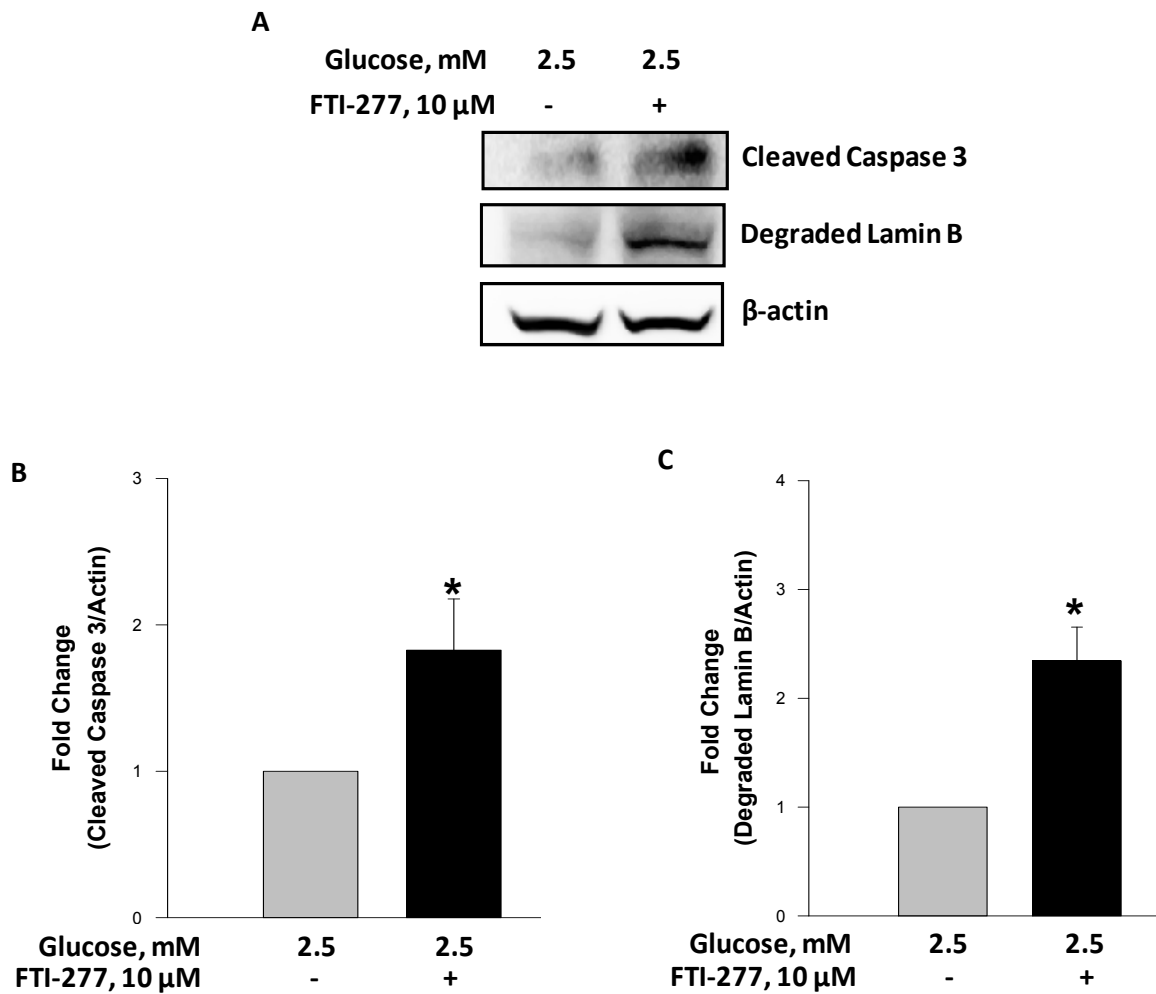 A
Glucose, mM 2.5 2.5
FTI-277, 10 µM - +
Cleaved Caspase 3
Degraded Lamin B
β-actin
B
3
2
1
0
*
Fold Change
(Cleaved Caspase 3/Actin)
Glucose, mM 2.5 2.5
FTI-277, 10 µM - +
C
4
3
2
1
0
*
Fold Change
(Degraded Lamin B/Actin)
Glucose, mM 2.5 2.5
FTI-277, 10 µM - +